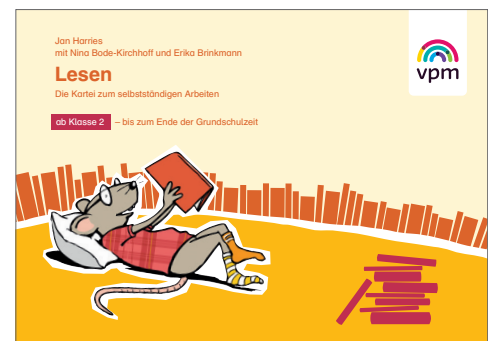 Jan Harries
mit Nina Bode-Kirchhoff und Erika Brinkmann
Lesen
Die Kartei zum selbstständigen Arbeiten
ab Klasse 2 – bis zum Ende der Grundschulzeit
vpm